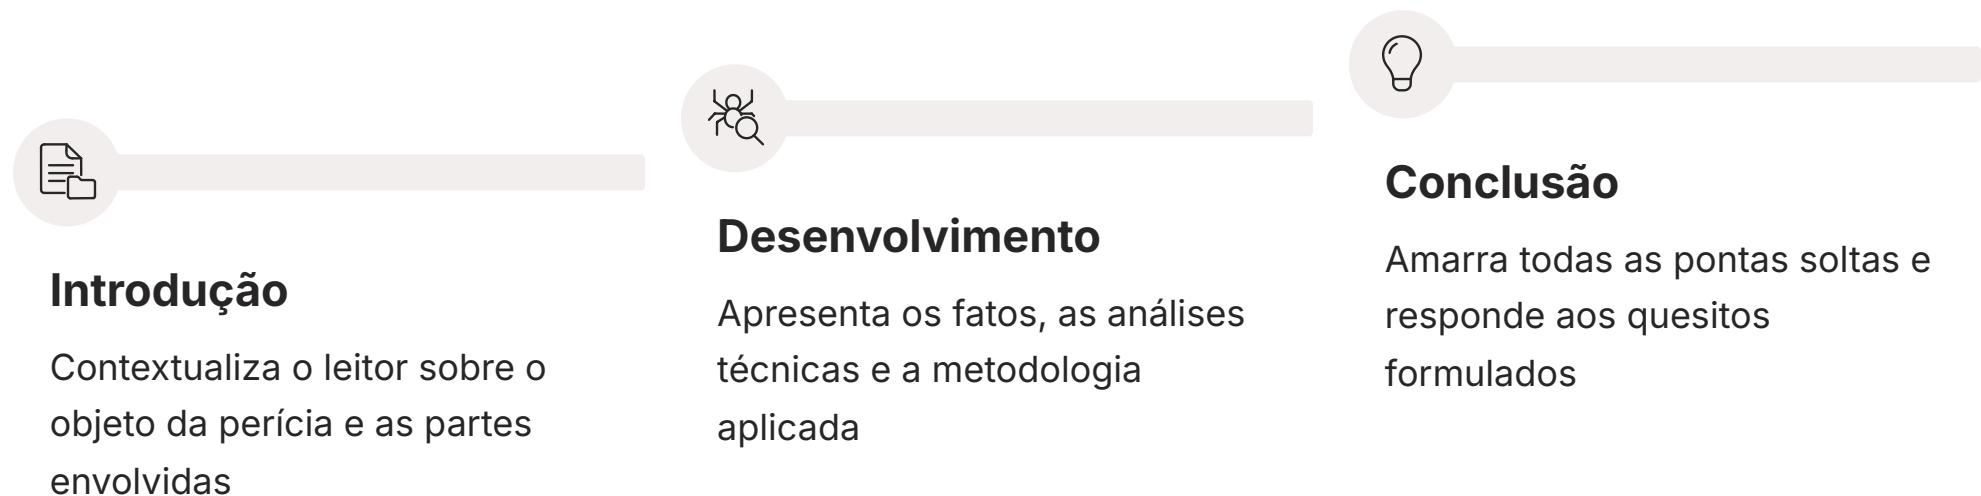 Introdução
Contextualiza o leitor sobre o
objeto da perícia e as partes
envolvidas
Desenvolvimento
Apresenta os fatos, as análises
técnicas e a metodologia
aplicada
Conclusão
Amarra todas as pontas soltas e
responde aos quesitos
formulados